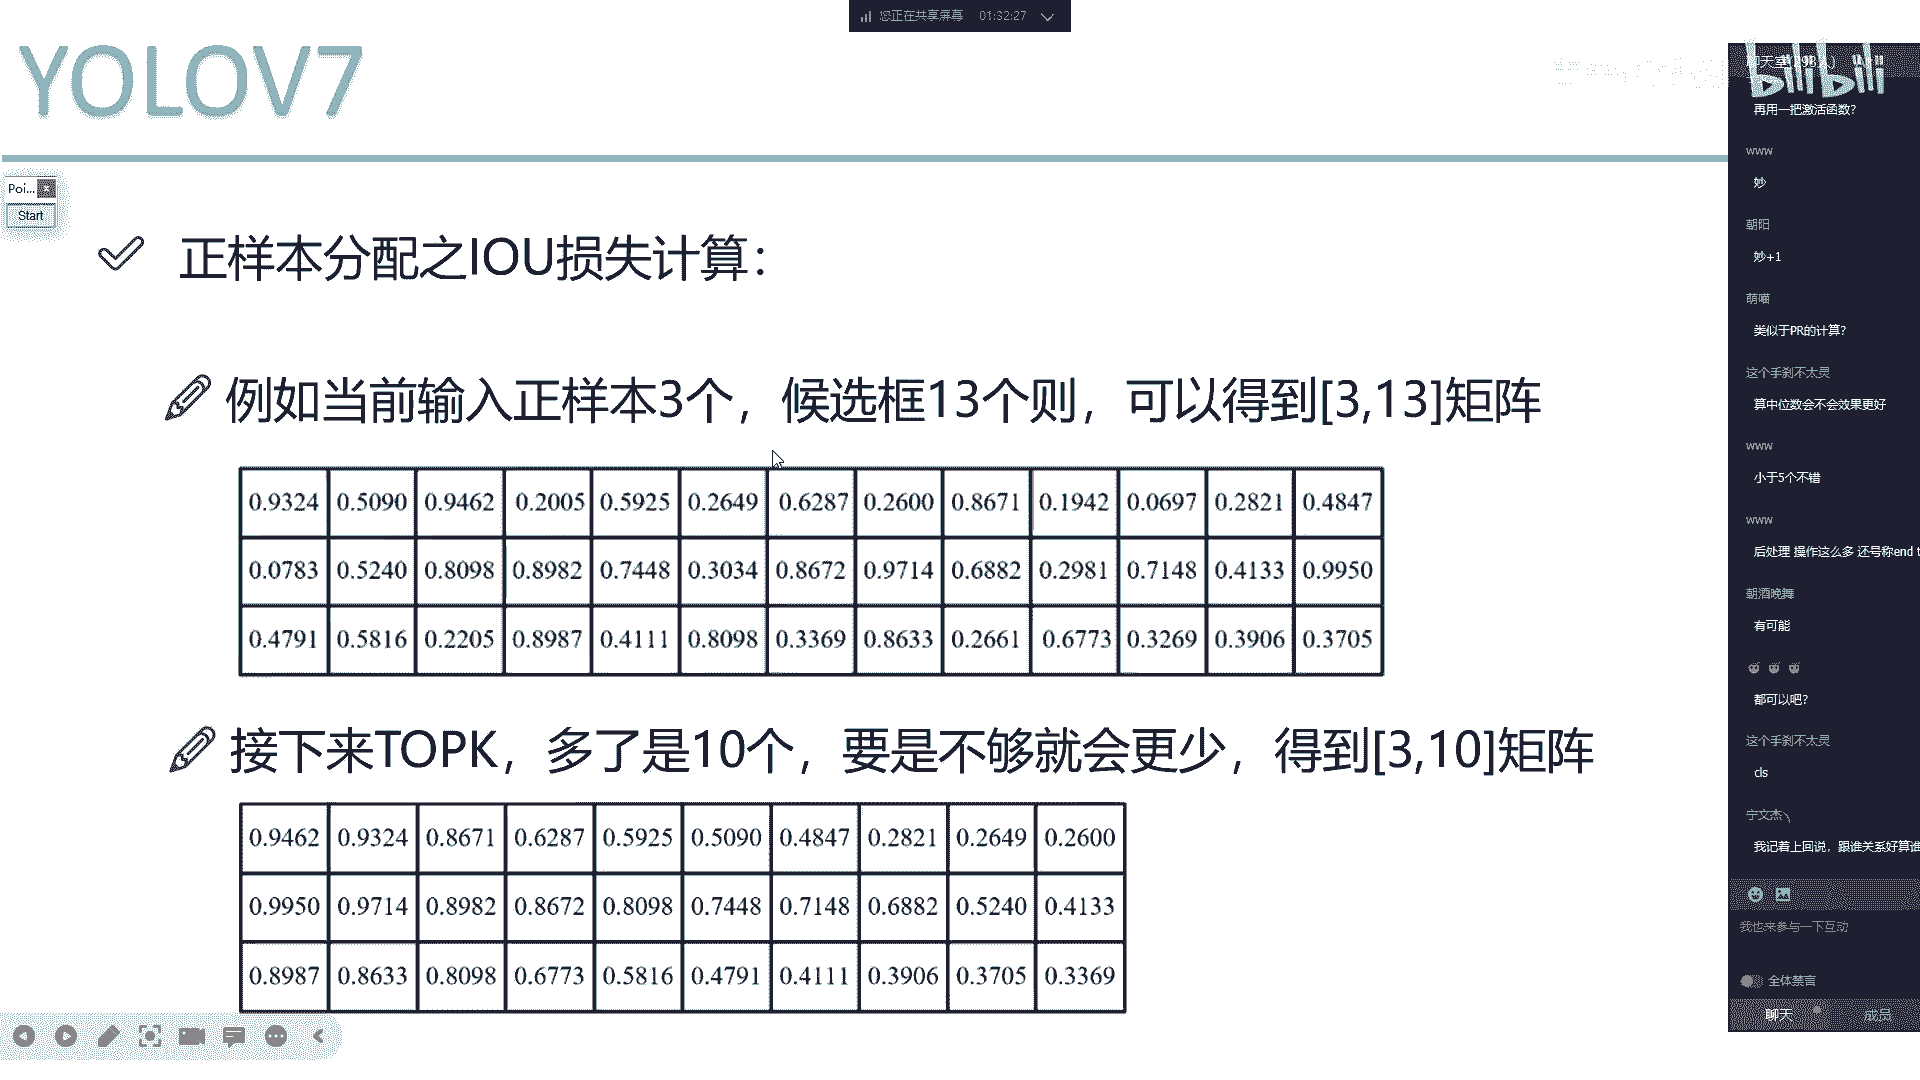 您正在共享屏幕 01:32:27
YOLOV7
bilibili
Poi...
Start
正样本分配之IOU损失计算：
例如当前输入正样本3个，候选框13个则，可以得到[3,13]矩阵
0.9324 0.5090 0.9462 0.2005 0.5925 0.2649 0.6287 0.2600 0.8671 0.1942 0.0697 0.2821 0.4847
0.0783 0.5240 0.8098 0.8982 0.7448 0.3034 0.8672 0.9714 0.6882 0.2981 0.7148 0.4133 0.9950
0.4791 0.5816 0.2205 0.8987 0.4111 0.8098 0.3369 0.8633 0.2661 0.6773 0.3269 0.3906 0.3705
接下来TOPK，多了是10个，要是不够就会更少，得到[3,10]矩阵
0.9462 0.9324 0.8671 0.6287 0.5925 0.5090 0.4847 0.2821 0.2649 0.2600
0.9950 0.9714 0.8982 0.8672 0.8098 0.7448 0.7148 0.6882 0.5240 0.4133
0.8987 0.8633 0.8098 0.6773 0.5816 0.4791 0.4111 0.3906 0.3705 0.3369
再用一把激活函数?
www
妙
朝阳
妙+1
萌喵
类似于PR的计算?
这个手刹不太灵
算中位数会不会效果更好
www
小于5个不错
www
后处理 操作这么多 还号称end t
朝酒晚舞
有可能
都可以吧?
这个手刹不太灵
cls
宁文杰
我记着上回说，跟谁关系好算谁
我也来参与一下互动
全体禁言
聊天 成员